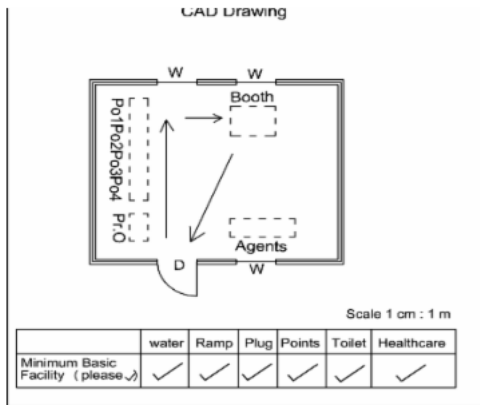 CAD Drawing
W W
Booth
Po1Po2Po3Po4
Pr.O
Agents
D
W
Scale 1 cm : 1 m
water Ramp Plug Points Toilet Healthcare
Minimum Basic
Facility (please ✓) ✓ ✓ ✓ ✓ ✓ ✓